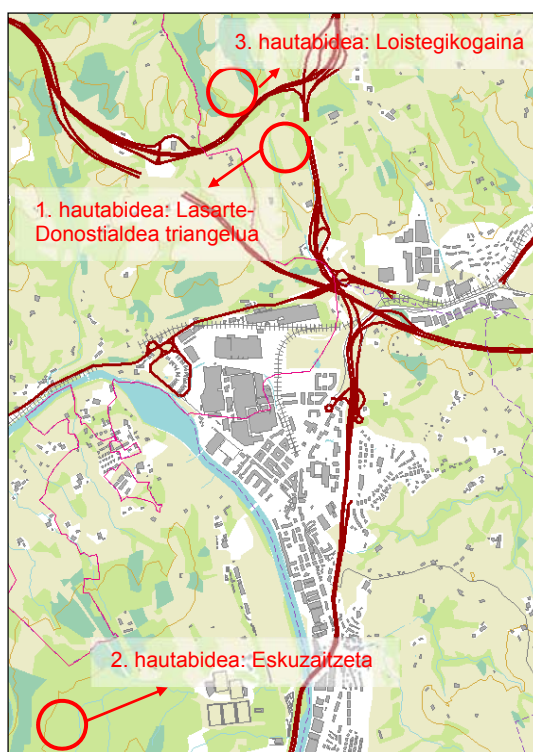 3. hautabidea: Loistegikogaina
1. hautabidea: Lasarte-
Donostialdea triangelua
2. hautabidea: Eskuzaitzeta